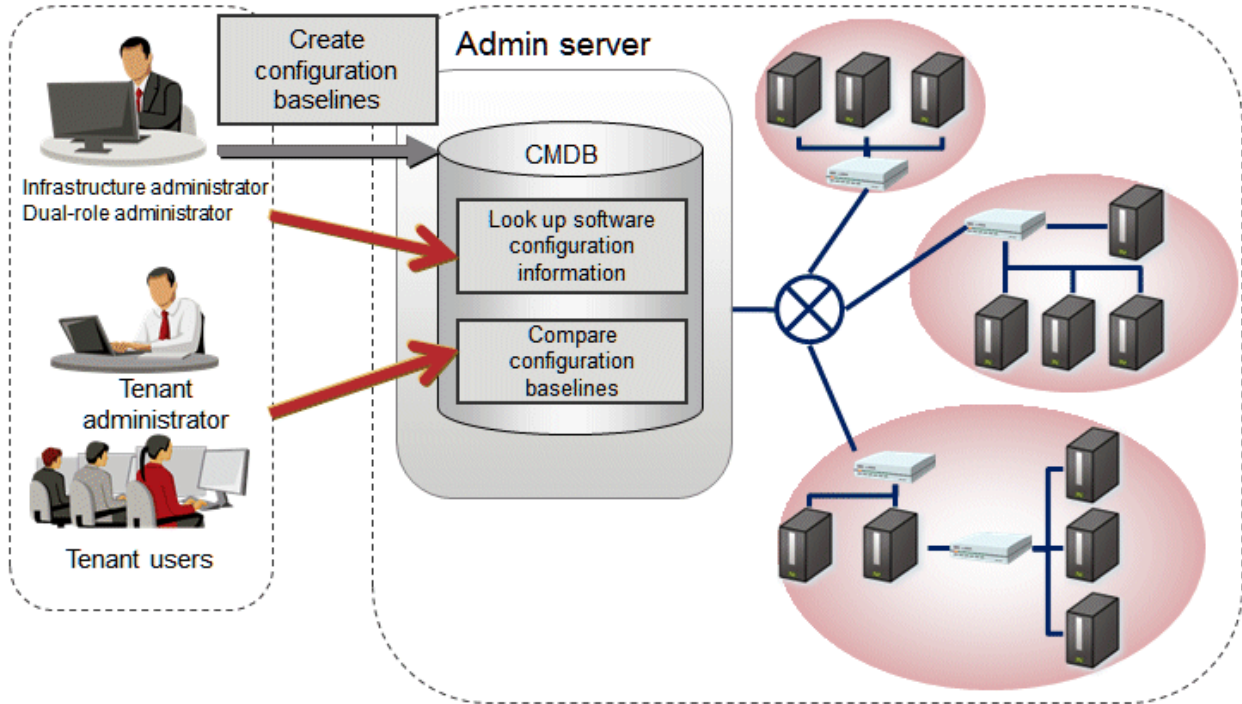 Create
configuration
baselines
Admin server
Infrastructure administrator
Dual-role administrator
CMDB
Look up software
configuration
information
Compare
configuration
baselines
Tenant
administrator
Tenant users